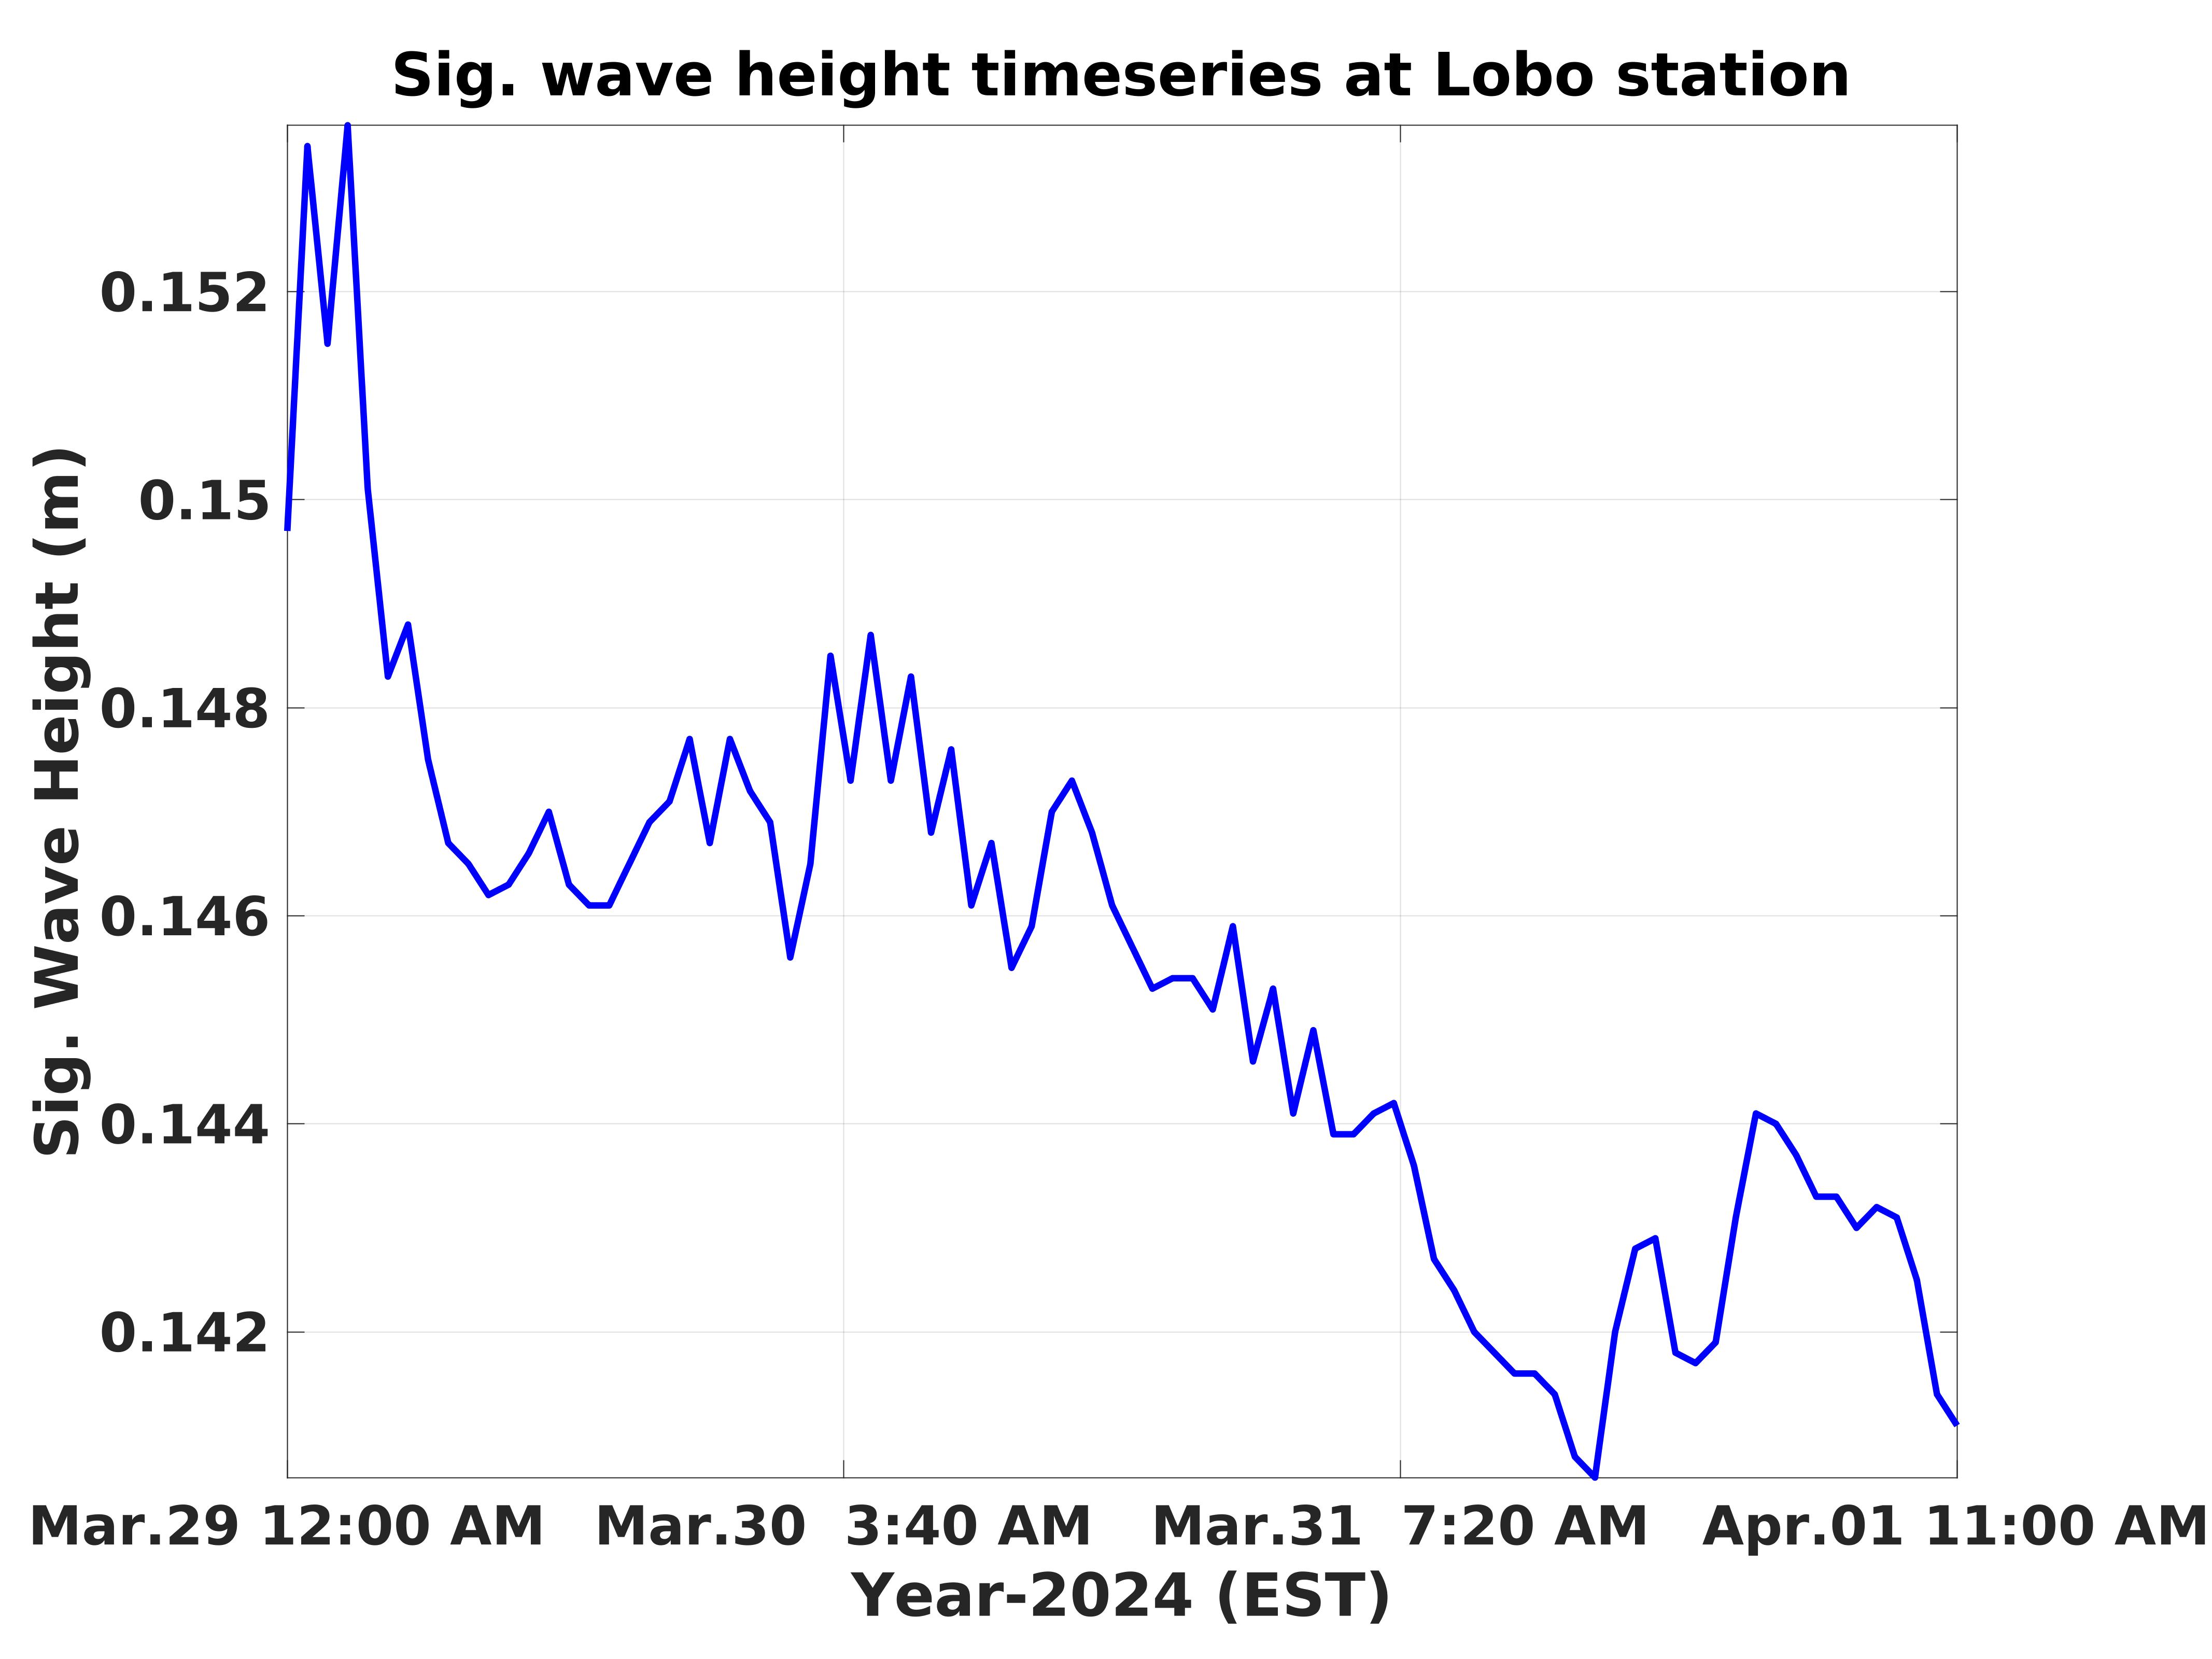 Sig. wave height timeseries at Lobo station
Sig. Wave Height (m)
0.152
0.15
0.148
0.146
0.144
0.142
Mar.29 12:00 AM Mar.30 3:40 AM Mar.31 7:20 AM Apr.01 11:00 AM
Year-2024 (EST)